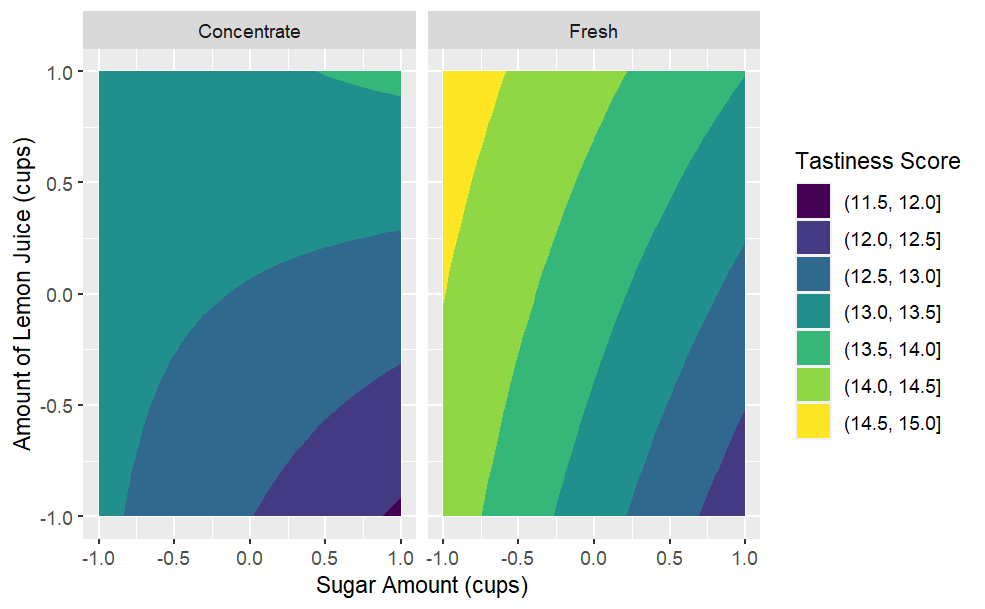 Concentrate
Fresh
Amount of Lemon Juice (cups)
1.0
0.5
0.0
-0.5
-1.0
-1.0 -0.5 0.0 0.5 1.0
-1.0 -0.5 0.0 0.5 1.0
Sugar Amount (cups)
Tastiness Score
(11.5, 12.0]
(12.0, 12.5]
(12.5, 13.0]
(13.0, 13.5]
(13.5, 14.0]
(14.0, 14.5]
(14.5, 15.0]